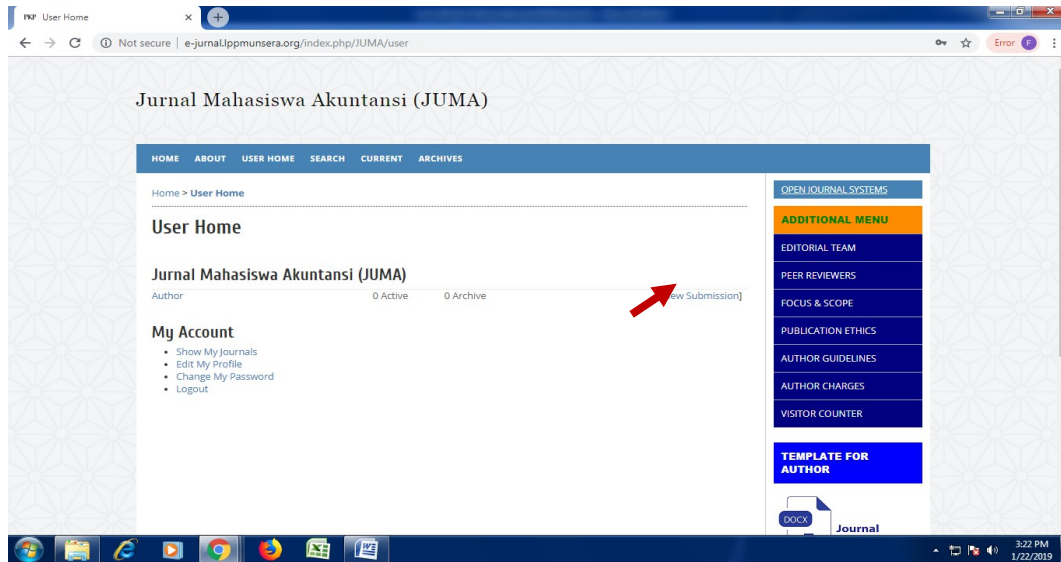 PKP User Home
Not secure | e-jurnal.lppmunsera.org/index.php/JUMA/user
Error F
Jurnal Mahasiswa Akuntansi (JUMA)
HOME ABOUT USER HOME SEARCH CURRENT ARCHIVES
Home > User Home
User Home
Jurnal Mahasiswa Akuntansi (JUMA)
Author 0 Active 0 Archive Submission]
My Account
• Show My Journals
• Edit My Profile
• Change My Password
• Logout
OPEN JOURNAL SYSTEMS
ADDITIONAL MENU
EDITORIAL TEAM
PEER REVIEWERS
FOCUS & SCOPE
PUBLICATION ETHICS
AUTHOR GUIDELINES
AUTHOR CHARGES
VISITOR COUNTER
TEMPLATE FOR
AUTHOR
DOCX
Journal
3:22 PM
1/22/2019